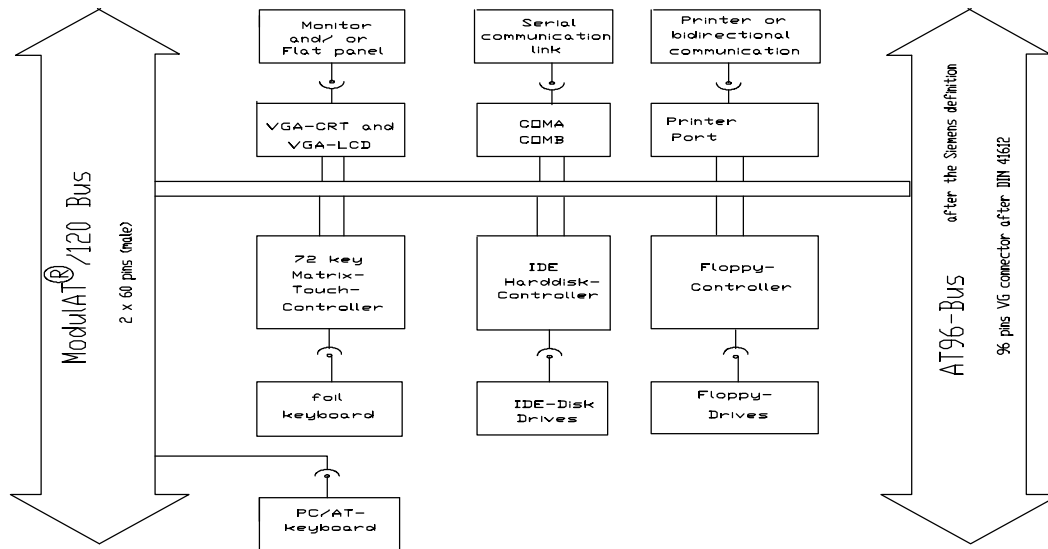 Monitor
and/ or
Flat panel
Serial
communication
link
Printer or
bidirectional
communication
VGA-CRT and
VGA-LCD
COMA
COMB
Printer
Port
72 key
Matrix-
Touch-
Controller
IDE
Harddisk-
Controller
Floppy-
Controller
foil
keyboard
IDE-Disk
Drives
Floppy-
Drives
PC/AT-
keyboard
ModulAT®/120 Bus
2 x 60 pins (male)
AT96-Bus
after the Siemens definition
96 pins VG connector after DIN 41612